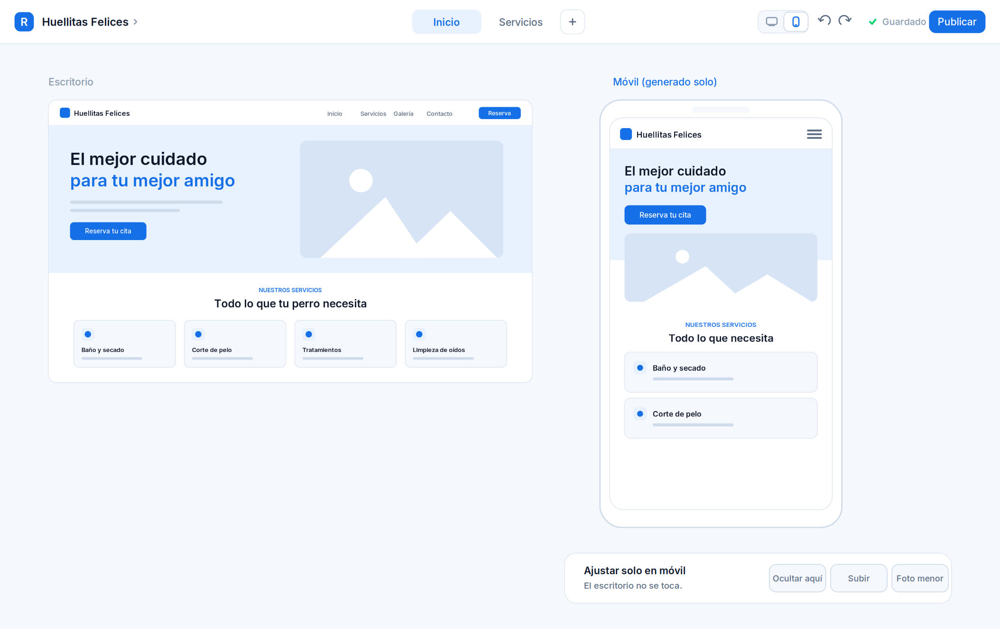 R Huellitas Felices
Inicio
Servicios
+
Guardado
Publicar
Escritorio
Huellitas Felices
Inicio
Servicios
Galería
Contacto
Reserva
El mejor cuidado
para tu mejor amigo
Reserva tu cita
NUESTROS SERVICIOS
Todo lo que tu perro necesita
Baño y secado
Corte de pelo
Tratamientos
Limpieza de oídos
Móvil (generado solo)
Huellitas Felices
El mejor cuidado
para tu mejor amigo
Reserva tu cita
NUESTROS SERVICIOS
Todo lo que necesita
Baño y secado
Corte de pelo
Ajustar solo en móvil
El escritorio no se toca.
Ocultar aquí
Subir
Foto menor